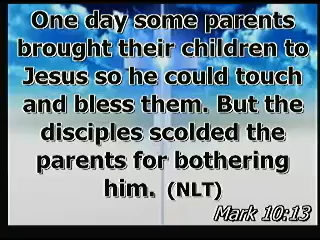 One day some parents
brought their children to
Jesus so he could touch
and bless them. But the
disciples scolded the
parents for bothering
him. (NLT)
Mark 10:13